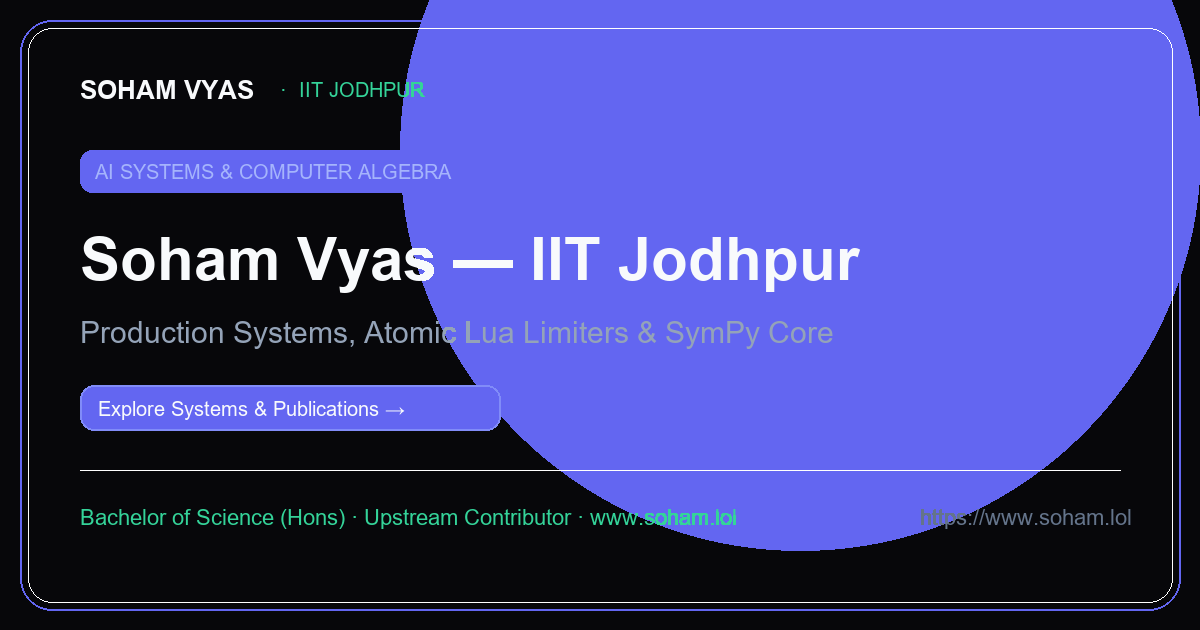 SOHAM VYAS · IIT JODHPUR
AI SYSTEMS & COMPUTER ALGEBRA
Soham Vyas — IIT Jodhpur
Production Systems, Atomic Lua Limiters & SymPy Core
Explore Systems & Publications →
Bachelor of Science (Hons) · Upstream Contributor · www.soham.lol https://www.soham.lol